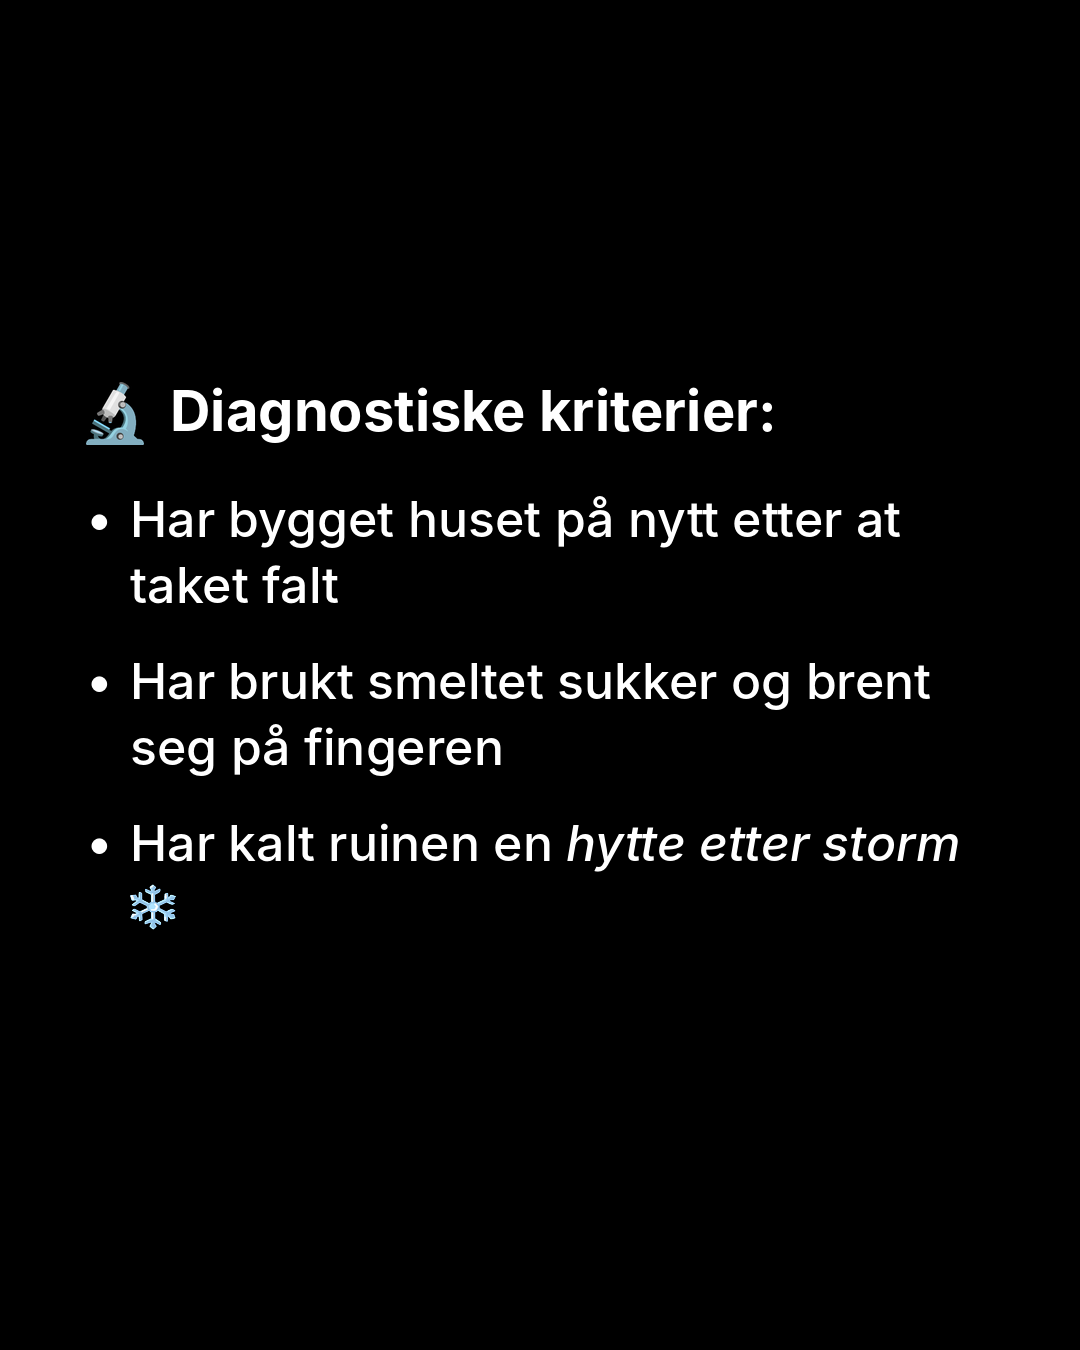 🔬 Diagnostiske kriterier:
• Har bygget huset på nytt etter at
taket falt
• Har brukt smeltet sukker og brent
seg på fingeren
• Har kalt ruinen en hytte etter storm
❄️